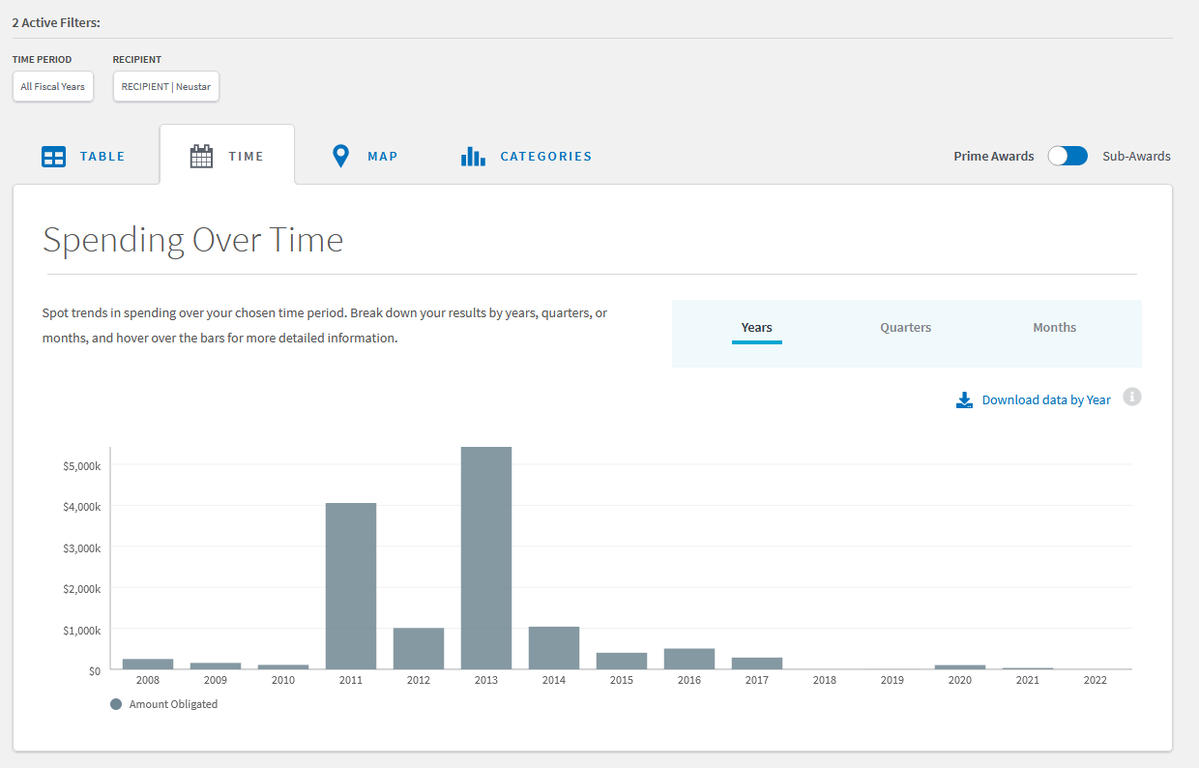 2 Active Filters:
TIME PERIOD
RECIPIENT
All Fiscal Years
RECIPIENT | Neustar
TABLE
TIME
MAP
CATEGORIES
Prime Awards
Sub-Awards
Spending Over Time
Spot trends in spending over your chosen time period. Break down your results by years, quarters, or
months, and hover over the bars for more detailed information.
Years
Quarters
Months
Download data by Year
i
$5,000k
$4,000k
$3,000k
$2,000k
$1,000k
$0
2008
2009
2010
2011
2012
2013
2014
2015
2016
2017
2018
2019
2020
2021
2022
Amount Obligated